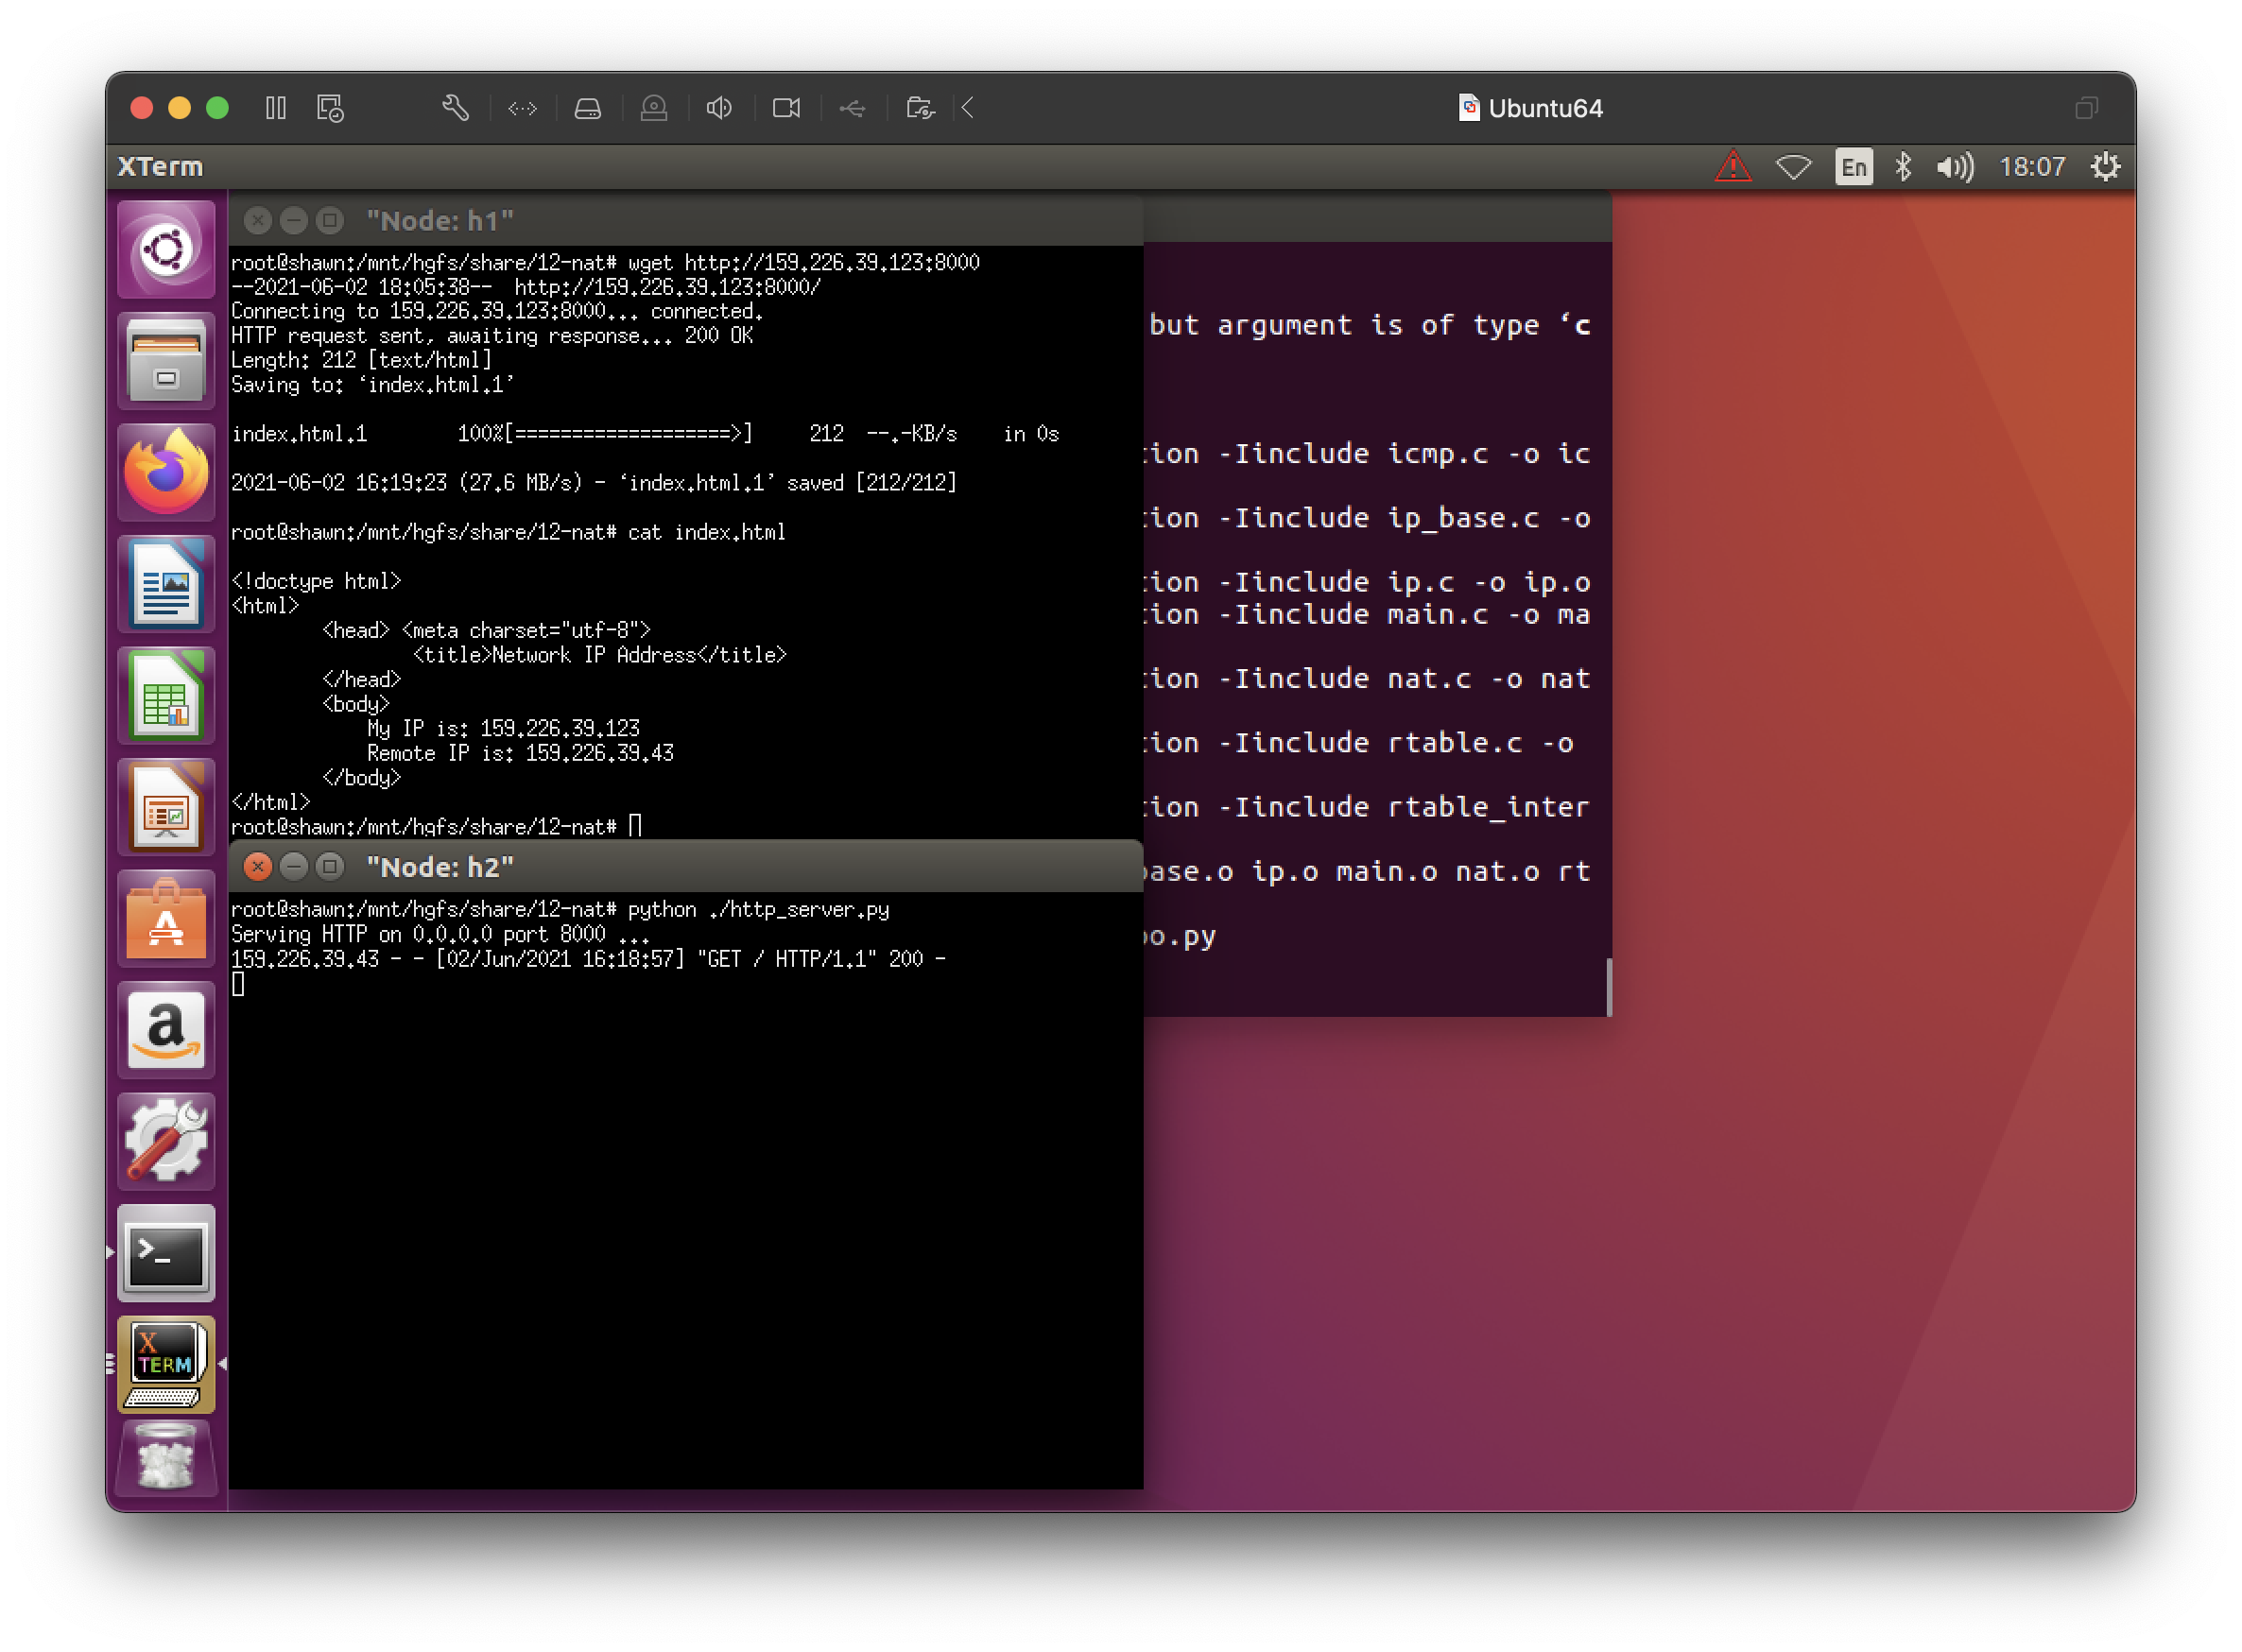 Ubuntu64
XTerm
En
18:07
"Node: h1"
root@shawn:/mnt/hgfs/share/12-nat# wget http://159.226.39.123:8000
--2021-06-02 18:05:38--  http://159.226.39.123:8000/
Connecting to 159.226.39.123:8000... connected.
HTTP request sent, awaiting response... 200 OK
Length: 212 [text/html]
Saving to: ‘index.html.1’
index.html.1        100%[===================>]     212  --.-KB/s    in 0s
2021-06-02 16:19:23 (27.6 MB/s) - ‘index.html.1’ saved [212/212]
root@shawn:/mnt/hgfs/share/12-nat# cat index.html
<!doctype html>
<html>
        <head> <meta charset="utf-8">
                <title>Network IP Address</title>
        </head>
        <body>
            My IP is: 159.226.39.123
            Remote IP is: 159.226.39.43
        </body>
</html>
root@shawn:/mnt/hgfs/share/12-nat#
"Node: h2"
root@shawn:/mnt/hgfs/share/12-nat# python ./http_server.py
Serving HTTP on 0.0.0.0 port 8000 ...
159.226.39.43 - - [02/Jun/2021 16:18:57] "GET / HTTP/1.1" 200 -
but argument is of type ‘c
tion -Iinclude icmp.c -o ic
tion -Iinclude ip_base.c -o
tion -Iinclude ip.c -o ip.o
tion -Iinclude main.c -o ma
tion -Iinclude nat.c -o nat
tion -Iinclude rtable.c -o
tion -Iinclude rtable_inter
base.o ip.o main.o nat.o rt
o.py
A
a
>_
X
TERM